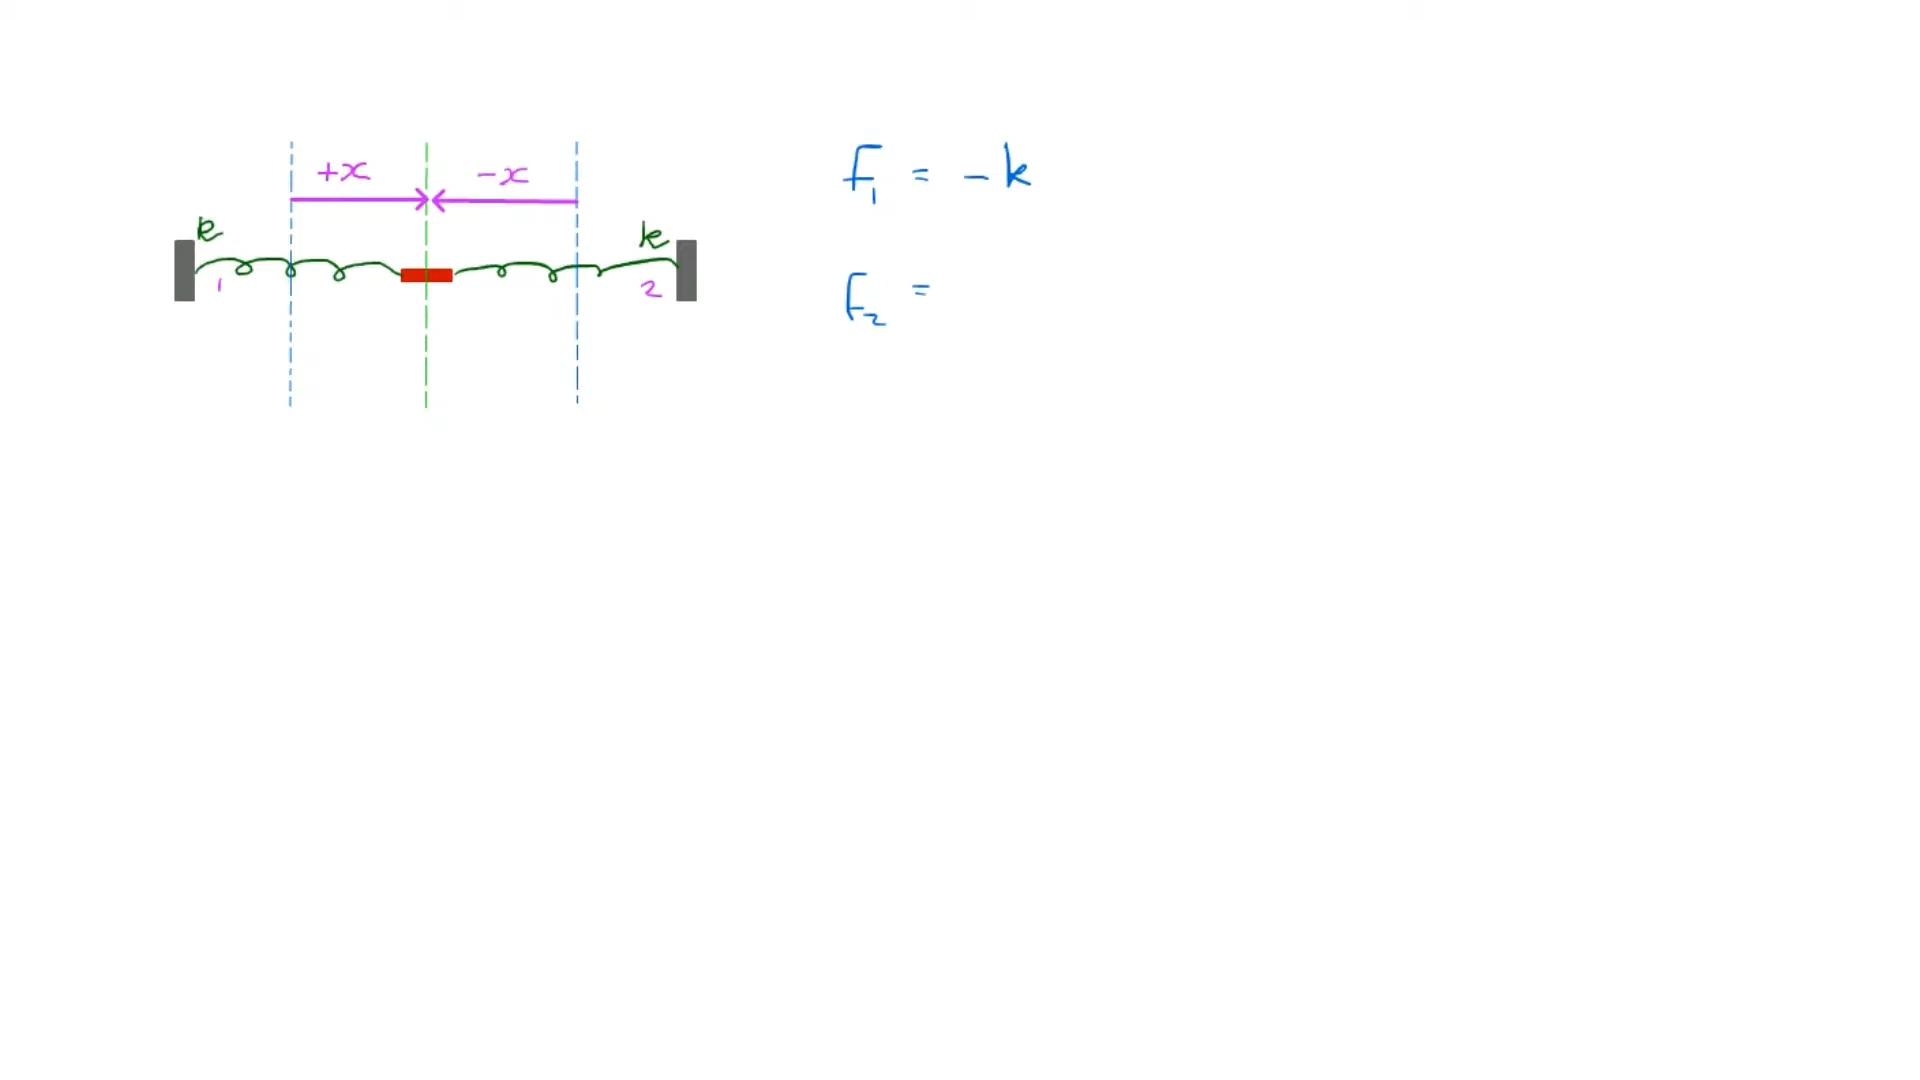 +x -x
k k
1 2
F₁ = -k
F₂ =